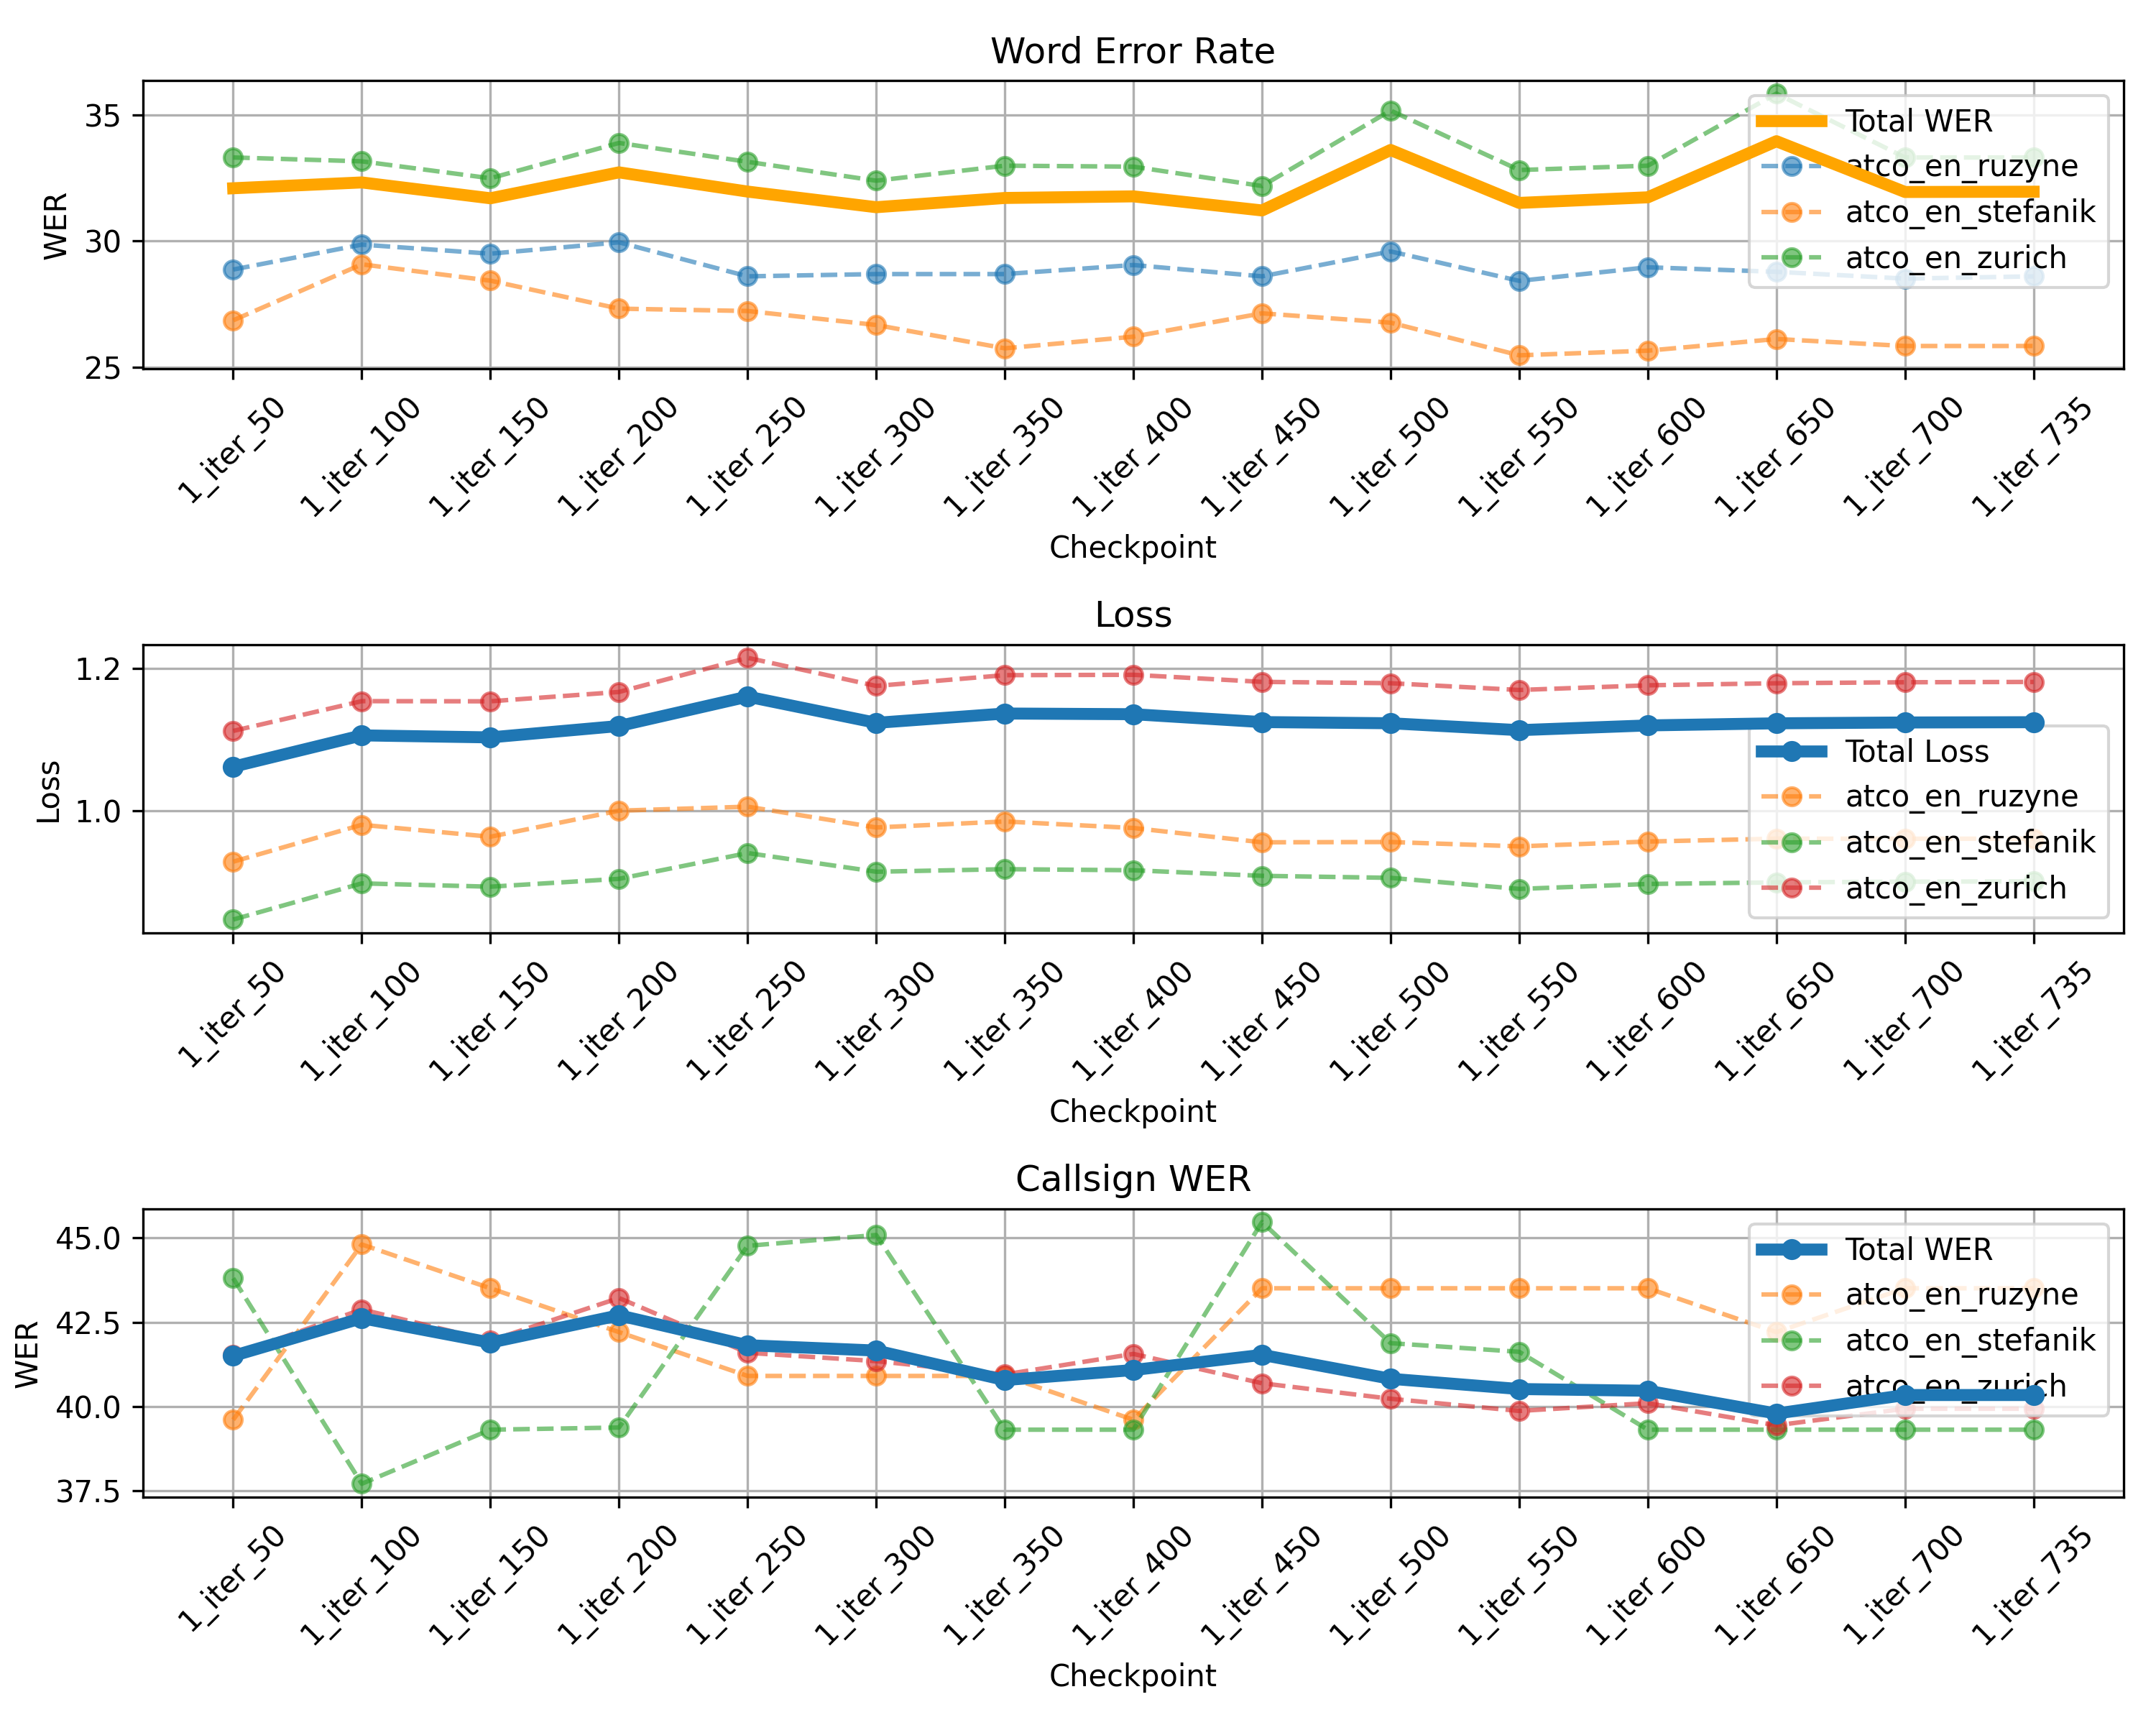 Word Error Rate
WER
35
30
25
Total WER
atco_en_ruzyne
atco_en_stefanik
atco_en_zurich
1_iter_50
1_iter_100
1_iter_150
1_iter_200
1_iter_250
1_iter_300
1_iter_350
1_iter_400
1_iter_450
1_iter_500
1_iter_550
1_iter_600
1_iter_650
1_iter_700
1_iter_735
Checkpoint
Loss
Loss
1.2
1.0
Total Loss
atco_en_ruzyne
atco_en_stefanik
atco_en_zurich
1_iter_50
1_iter_100
1_iter_150
1_iter_200
1_iter_250
1_iter_300
1_iter_350
1_iter_400
1_iter_450
1_iter_500
1_iter_550
1_iter_600
1_iter_650
1_iter_700
1_iter_735
Checkpoint
Callsign WER
WER
45.0
42.5
40.0
37.5
Total WER
atco_en_ruzyne
atco_en_stefanik
atco_en_zurich
1_iter_50
1_iter_100
1_iter_150
1_iter_200
1_iter_250
1_iter_300
1_iter_350
1_iter_400
1_iter_450
1_iter_500
1_iter_550
1_iter_600
1_iter_650
1_iter_700
1_iter_735
Checkpoint